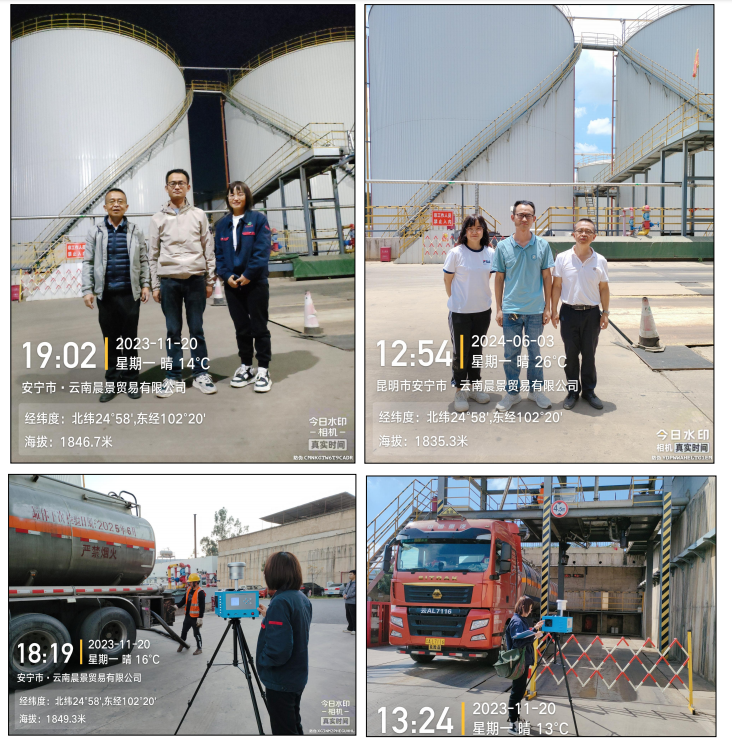 19:02
2023-11-20
星期一 晴 14°C
安宁市·云南晨景贸易有限公司
经纬度：北纬24°58',东经102°20'
海拔：1846.7米
今日水印
-相机-
真实时间
12:54
2024-06-03
星期一 晴 26°C
昆明市安宁市·云南晨景贸易有限公司
经纬度：北纬24°58',东经102°20'
海拔：1835.3米
今日水印
相机 真实时间
严禁烟火
18:19
2023-11-20
星期一 晴 16°C
安宁市·云南晨景贸易有限公司
经纬度：北纬24°58',东经102°20'
海拔：1849.3米
今日水印
-相机-
真实时间
SITRAK
云AL7116
13:24
2023-11-20
星期一 晴 13°C